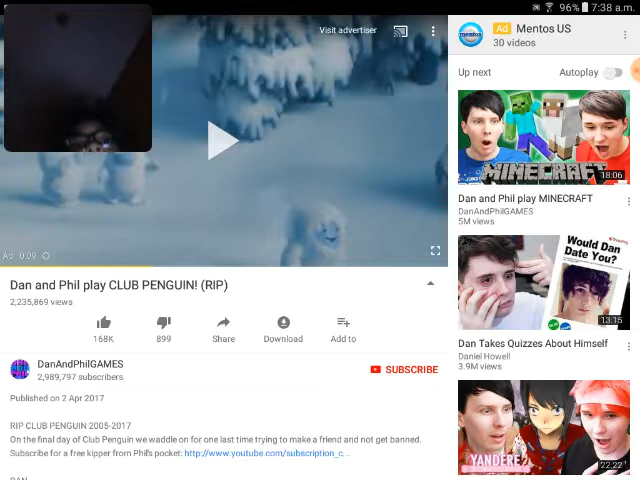 96% 7:38 a.m.
Visit advertiser
Ad: 0:09
Dan and Phil play CLUB PENGUIN! (RIP)
2,235,869 views
168K
899
Share
Download
Add to
DanAndPhilGAMES
2,989,797 subscribers
SUBSCRIBE
Published on 2 Apr 2017
RIP CLUB PENGUIN 2005-2017
On the final day of Club Penguin we waddle on for one last time trying to make a friend and not get banned.
Subscribe for a free kipper from Phil's pocket: http://www.youtube.com/subscription_c...
mentos
Ad Mentos US
30 videos
Up next
Autoplay
MINECRAFT
18:06
Dan and Phil play MINECRAFT
DanAndPhilGAMES
5M views
Would Dan
Date You?
13:15
Dan Takes Quizzes About Himself
Daniel Howell
3.9M views
YANDERE
22:22